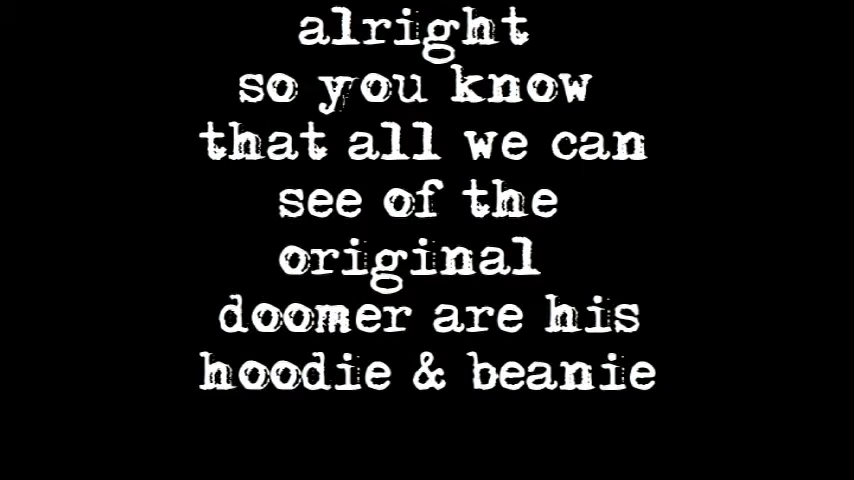 alright
so you know
that all we can
see of the
original
doomer are his
hoodie & beanie